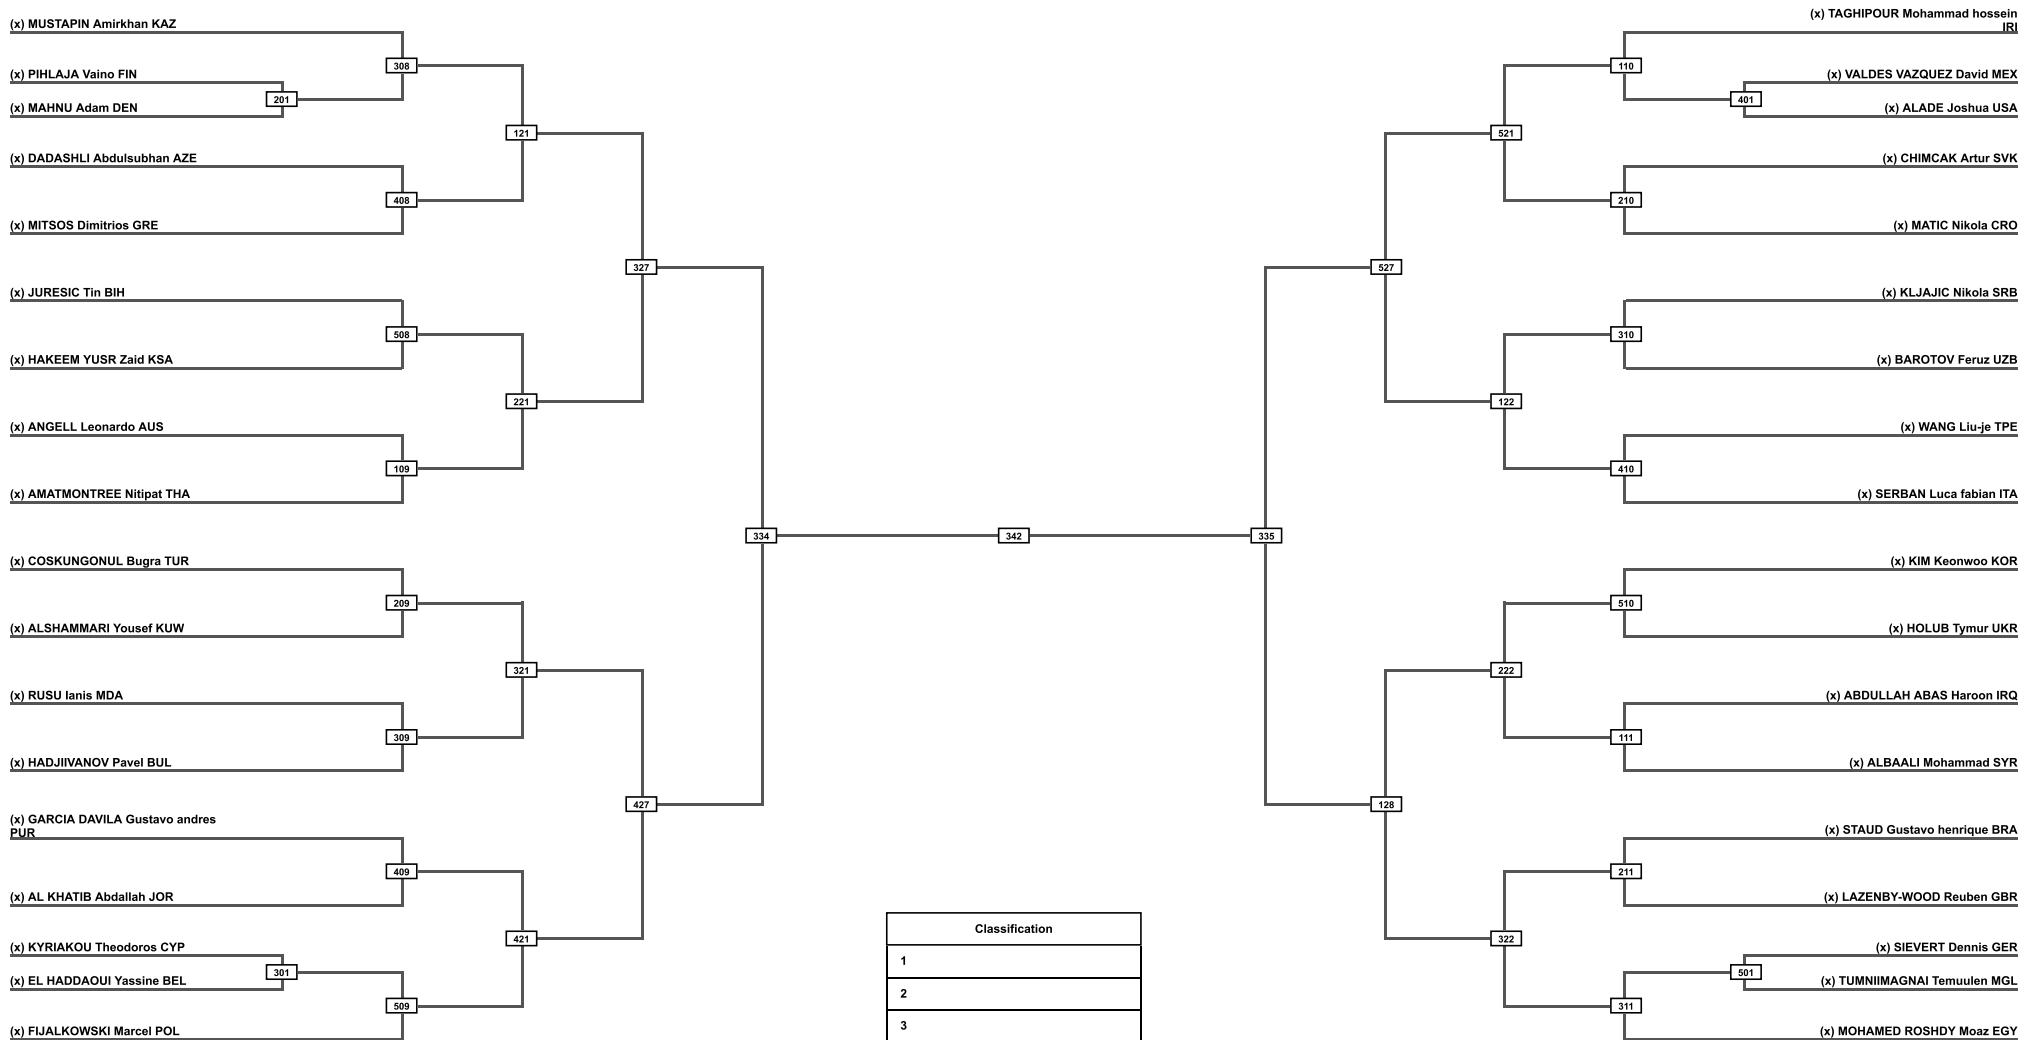 (x) MUSTAPIN Amirkhan KAZ
308
(x) PIHLAJA Vaino FIN
201
(x) MAHNU Adam DEN
121
(x) DADASHLI Abdulsubhan AZE
408
(x) MITSOS Dimitrios GRE
327
(x) JURESIC Tin BIH
508
(x) HAKEEM YUSR Zaid KSA
221
(x) ANGELL Leonardo AUS
109
(x) AMATMONTREE Nitipat THA
334
(x) COSKUNGONUL Bugra TUR
209
(x) ALSHAMMARI Yousef KUW
321
(x) RUSU Ianis MDA
309
(x) HADJIIVANOV Pavel BUL
427
(x) GARCIA DAVILA Gustavo andres
PUR
409
(x) AL KHATIB Abdallah JOR
421
(x) KYRIAKOU Theodoros CYP
301
(x) EL HADDAOUI Yassine BEL
509
(x) FIJALKOWSKI Marcel POL
342
Classification
1
2
3
(x) TAGHIPOUR Mohammad hossein
IRI
110
(x) VALDES VAZQUEZ David MEX
401
(x) ALADE Joshua USA
521
(x) CHIMCAK Artur SVK
210
(x) MATIC Nikola CRO
527
(x) KLJAJIC Nikola SRB
310
(x) BAROTOV Feruz UZB
122
(x) WANG Liu-je TPE
410
(x) SERBAN Luca fabian ITA
335
(x) KIM Keonwoo KOR
510
(x) HOLUB Tymur UKR
222
(x) ABDULLAH ABAS Haroon IRQ
111
(x) ALBAALI Mohammad SYR
128
(x) STAUD Gustavo henrique BRA
211
(x) LAZENBY-WOOD Reuben GBR
322
(x) SIEVERT Dennis GER
501
(x) TUMNIIMAGNAI Temuulen MGL
311
(x) MOHAMED ROSHDY Moaz EGY